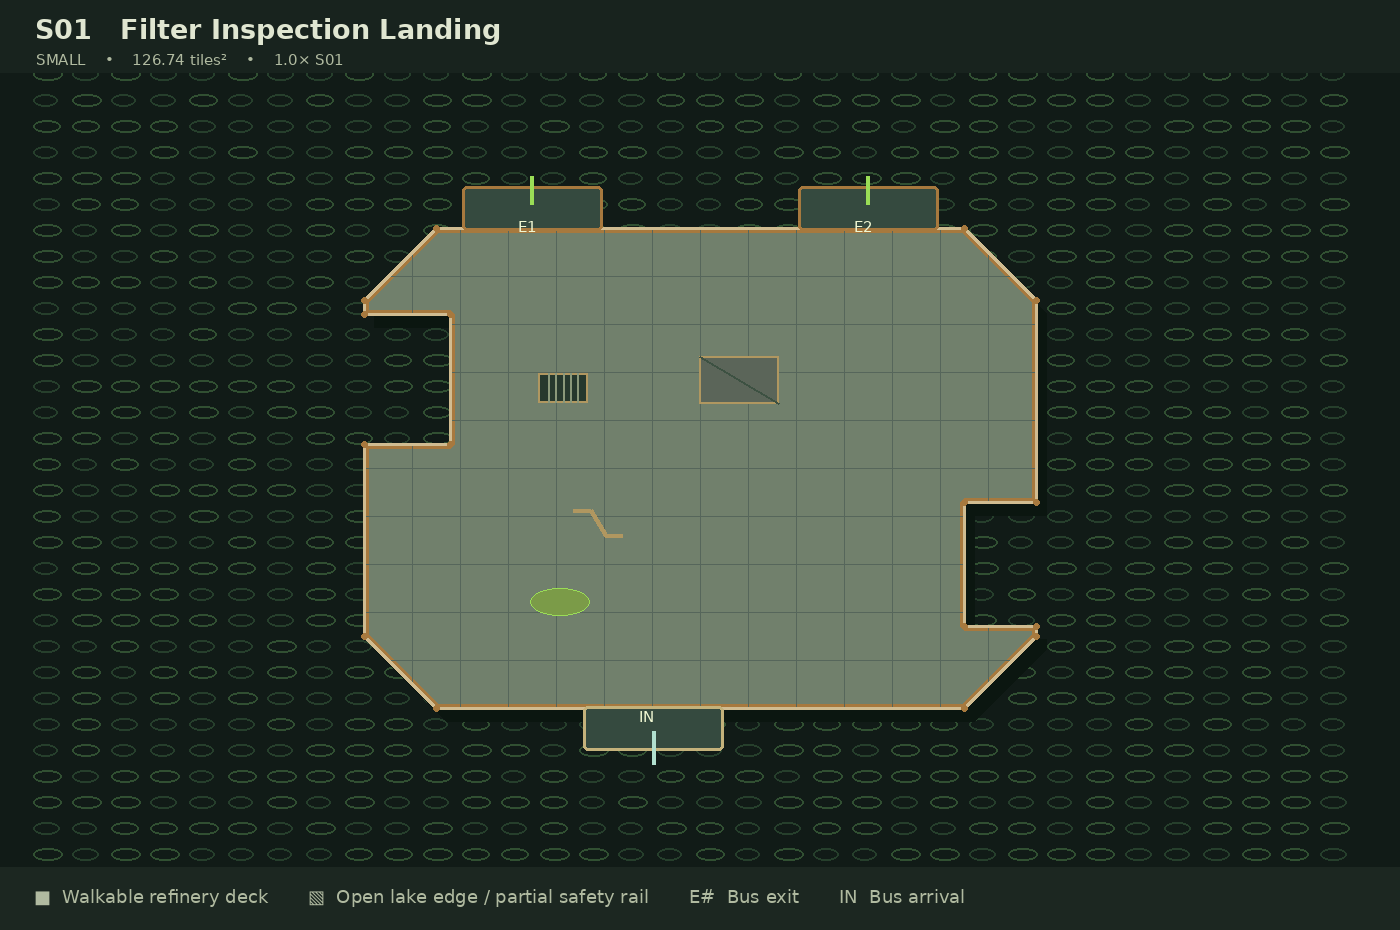 S01 Filter Inspection Landing
SMALL • 126.74 tiles² • 1.0× S01
E1 E2
IN
Walkable refinery deck Open lake edge / partial safety rail E# Bus exit IN Bus arrival